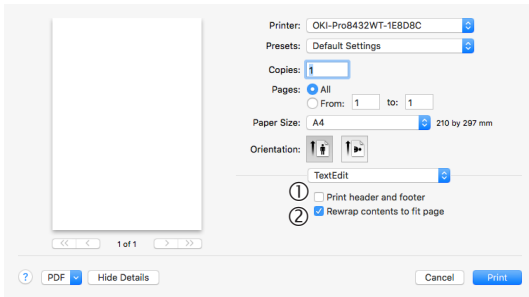 Printer: OKI-Pro8432WT-1E8D8C
Presets: Default Settings
Copies: 1
Pages: All
From: 1 to: 1
Paper Size: A4 210 by 297 mm
Orientation:
TextEdit
① Print header and footer
② Rewrap contents to fit page
<< < 1 of 1 > >>
? PDF Hide Details Cancel Print